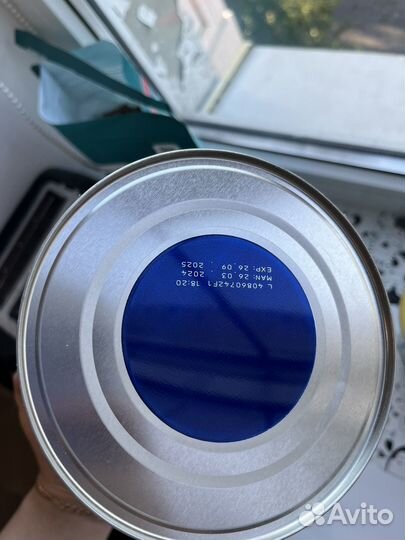 L 40860742F1 18:20
MAN: 26 . 03 . 2024
EXP: 26 . 09 . 2025
Avito